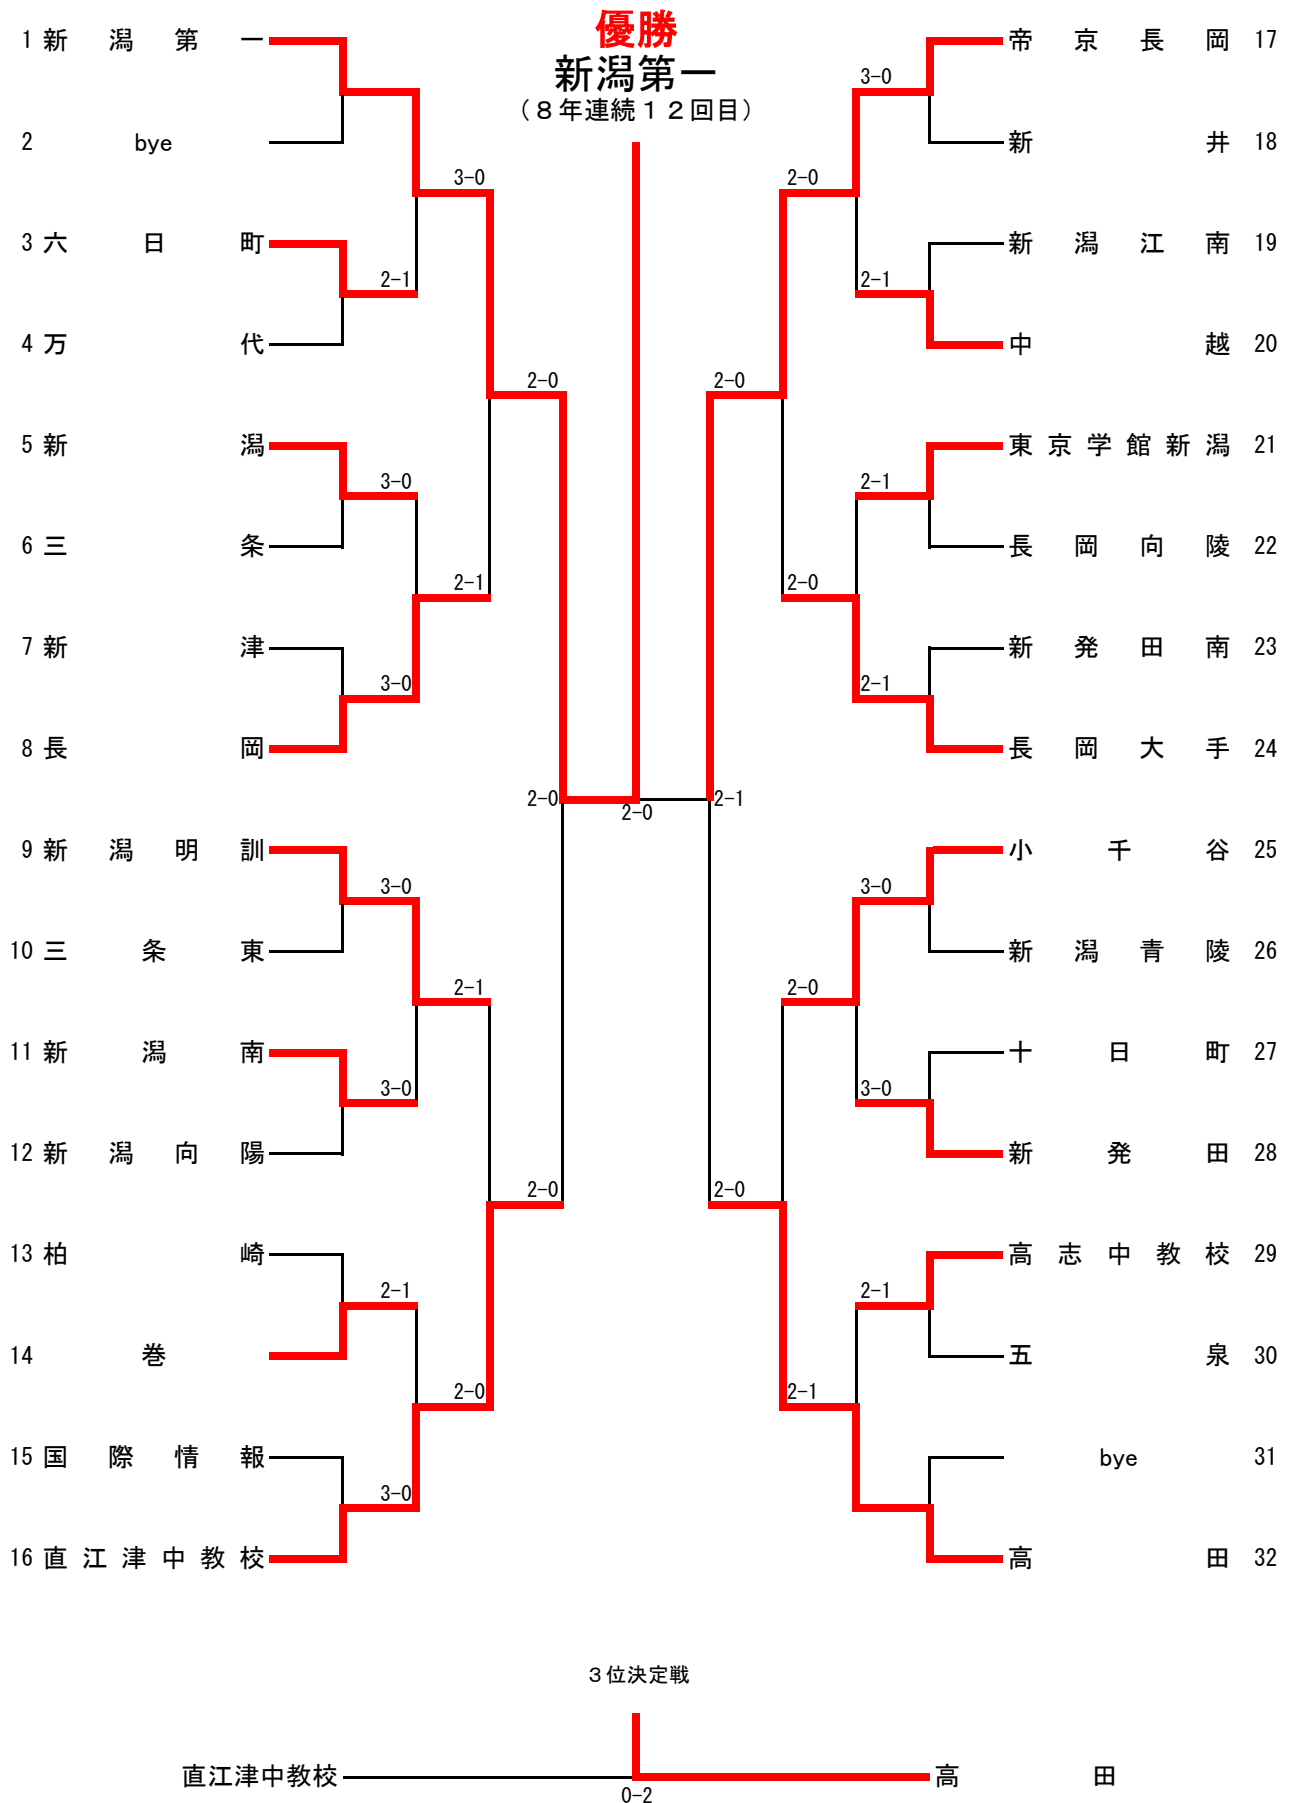 優勝
新潟第一
（８年連続１２回目）
1 新潟第一
2 bye
3-0
3 六日町
2-1
4 万代
2-0
5 新潟
3-0
6 三条
2-1
7 新津
3-0
8 長岡
2-0
2-0
2-1
9 新潟明訓
3-0
10 三条東
2-1
11 新潟南
3-0
12 新潟向陽
2-0
13 柏崎
2-1
14 巻
2-0
15 国際情報
3-0
16 直江津中教校
帝京長岡 17
3-0
新井 18
2-0
新潟江南 19
2-1
中越 20
2-0
東京学館新潟 21
2-1
長岡向陵 22
2-0
新発田南 23
2-1
長岡大手 24
小千谷 25
3-0
新潟青陵 26
2-0
十日町 27
3-0
新発田 28
2-0
高志中教校 29
2-1
五泉 30
2-1
bye 31
高田 32
３位決定戦
直江津中教校
高田
0-2